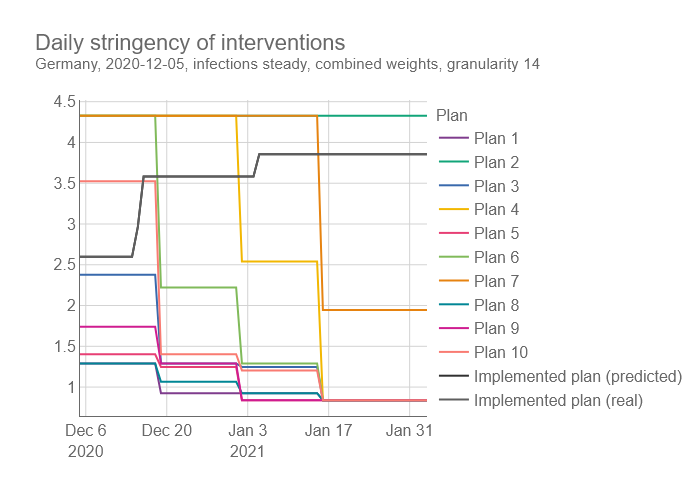 Daily stringency of interventions
Germany, 2020-12-05, infections steady, combined weights, granularity 14
4.5
4
3.5
3
2.5
2
1.5
1
Dec 6
2020
Dec 20
Jan 3
2021
Jan 17
Jan 31
Plan
Plan 1
Plan 2
Plan 3
Plan 4
Plan 5
Plan 6
Plan 7
Plan 8
Plan 9
Plan 10
Implemented plan (predicted)
Implemented plan (real)